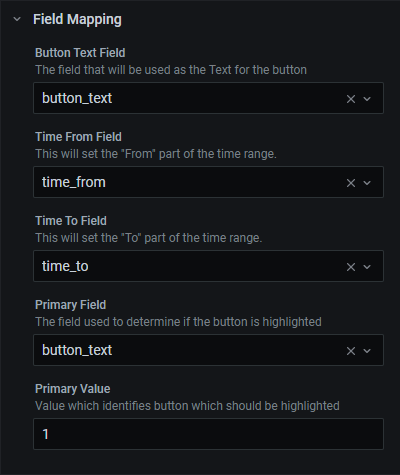 Field Mapping
Button Text Field
The field that will be used as the Text for the button
button_text
Time From Field
This will set the "From" part of the time range.
time_from
Time To Field
This will set the "To" part of the time range.
time_to
Primary Field
The field used to determine if the button is highlighted
button_text
Primary Value
Value which identifies button which should be highlighted
1